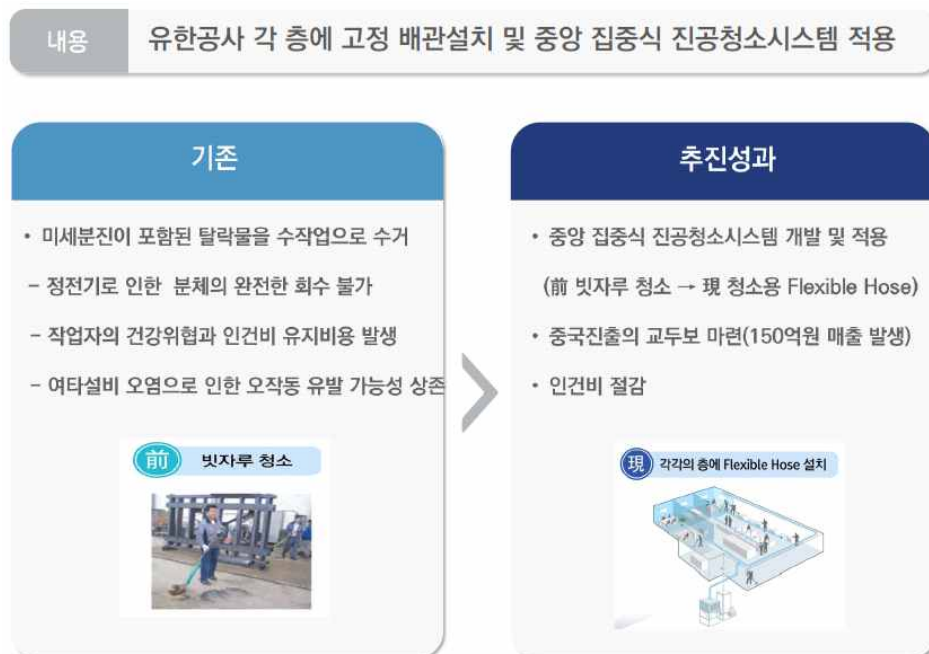 내용
유한공사 각 층에 고정 배관설치 및 중앙 집중식 진공청소시스템 적용
기존
• 미세분진이 포함된 탈락물을 수작업으로 수거
– 정전기로 인한 분체의 완전한 회수 불가
– 작업자의 건강위협과 인건비 유지비용 발생
– 여타설비 오염으로 인한 오작동 유발 가능성 상존
前 빗자루 청소
추진성과
• 중앙 집중식 진공청소시스템 개발 및 적용
(前 빗자루 청소 → 現 청소용 Flexible Hose)
• 중국진출의 교두보 마련(150억원 매출 발생)
• 인건비 절감
現 각각의 층에 Flexible Hose 설치